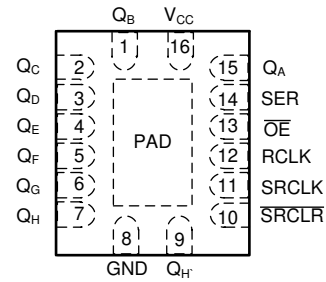 QB VCC
1 16
QC 2 15 QA
QD 3 14 SER
QE 4 13 OE
QF 5 PAD 12 RCLK
QG 6 11 SRCLK
QH 7 10 SRCLR
8 9
GND QH`